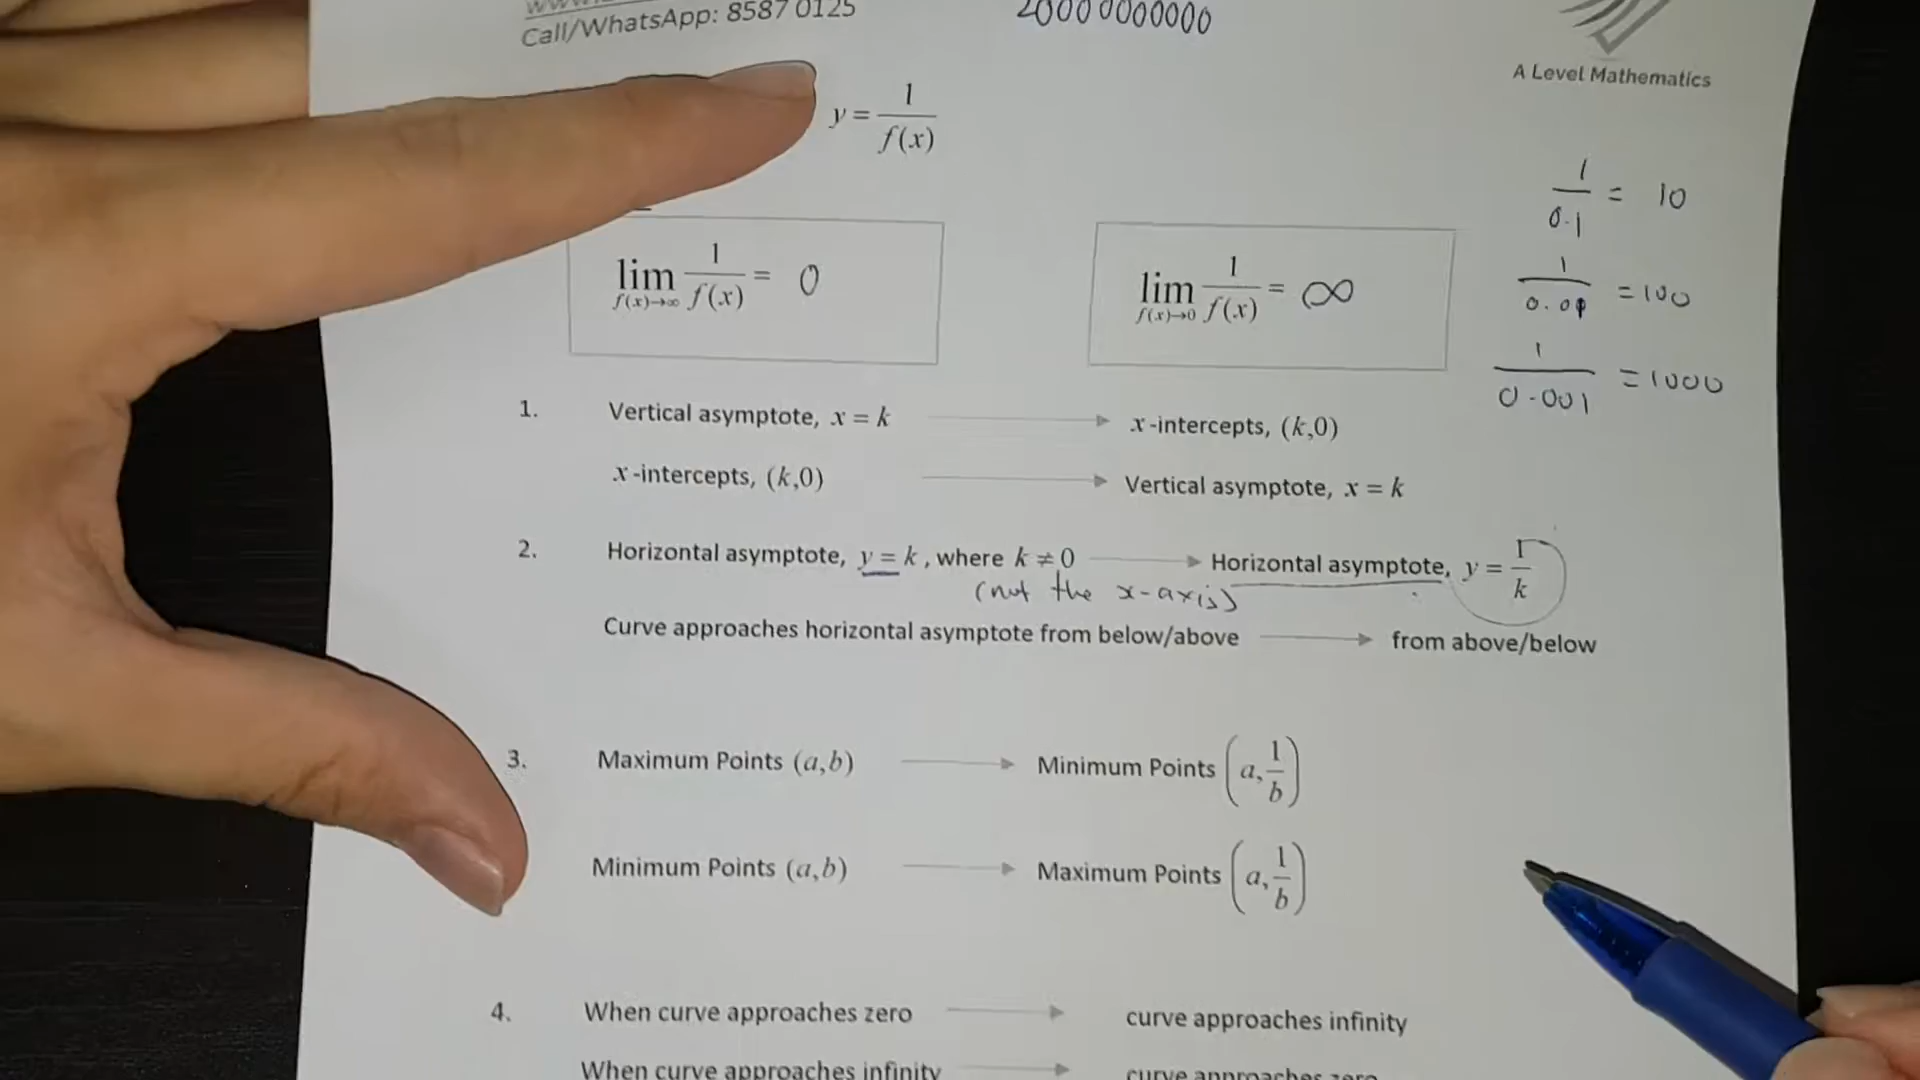 Call/WhatsApp: 8587 0125
20000000000
A Level Mathematics
y = 1/f(x)
1/0.1 = 10
1/0.01 = 100
1/0.001 = 1000
lim f(x)→∞ 1/f(x) = 0
lim f(x)→0 1/f(x) = ∞
1. Vertical asymptote, x = k → x-intercepts, (k,0)
x-intercepts, (k,0) → Vertical asymptote, x = k
2. Horizontal asymptote, y = k, where k ≠ 0 → Horizontal asymptote, y = 1/k
(not the x-axis)
Curve approaches horizontal asymptote from below/above → from above/below
3. Maximum Points (a,b) → Minimum Points (a, 1/b)
Minimum Points (a,b) → Maximum Points (a, 1/b)
4. When curve approaches zero → curve approaches infinity
When curve approaches infinity → curve approaches zero